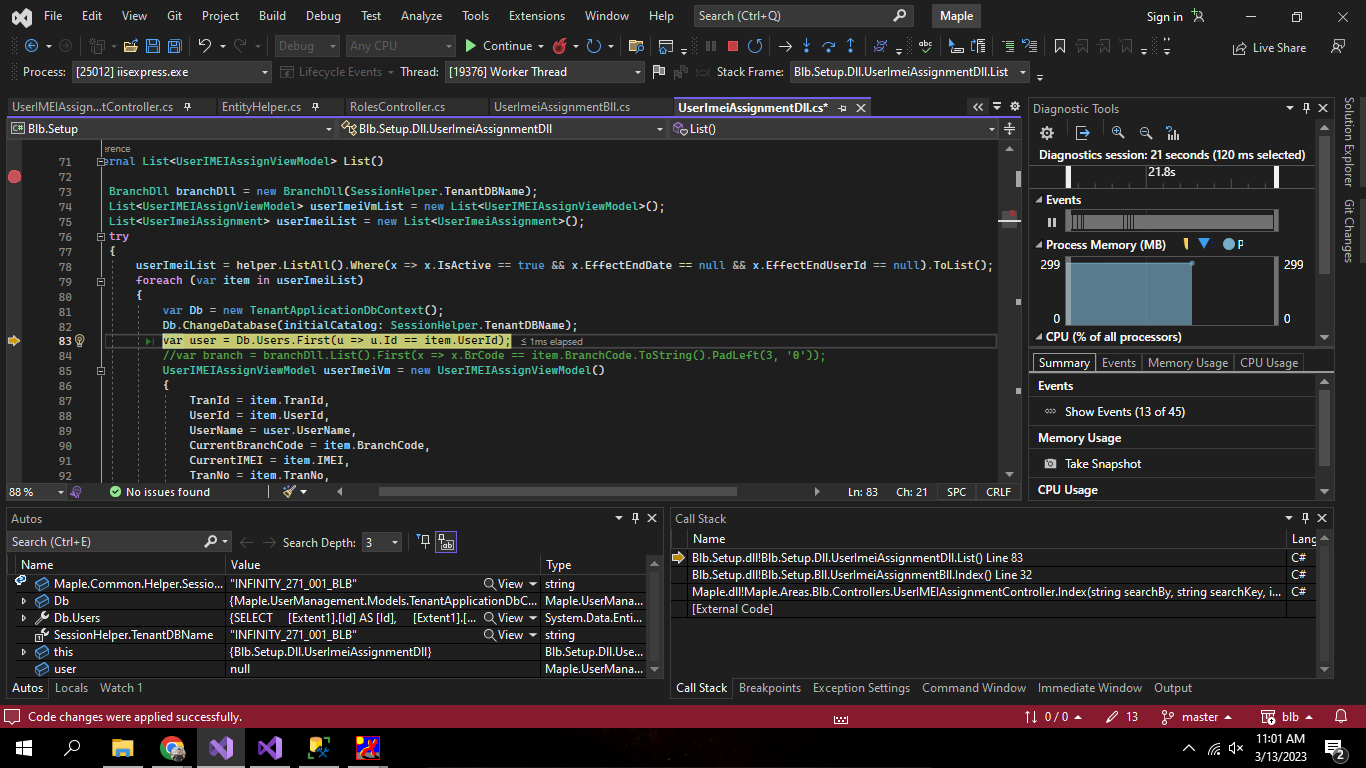 File Edit View Git Project Build Debug Test Analyze Tools Extensions Window Help Search (Ctrl+Q) Maple Sign in
Debug Any CPU Continue Live Share
Process: [25012] iisexpress.exe Lifecycle Events Thread: [19376] Worker Thread Stack Frame: Blb.Setup.Dll.UserImeiAssignmentDll.List
UserIMEIAssign...tController.cs EntityHelper.cs RolesController.cs UserImeiAssignmentBll.cs UserImeiAssignmentDll.cs*
Blb.Setup Blb.Setup.Dll.UserImeiAssignmentDll List()
erence
71 ernal List<UserIMEIAssignViewModel> List()
72
73 BranchDll branchDll = new BranchDll(SessionHelper.TenantDBName);
74 List<UserIMEIAssignViewModel> userImeiVmList = new List<UserIMEIAssignViewModel>();
75 List<UserImeiAssignment> userImeiList = new List<UserImeiAssignment>();
76 try
77 {
78 userImeiList = helper.ListAll().Where(x => x.IsActive == true && x.EffectEndDate == null && x.EffectEndUserId == null).ToList();
79 foreach (var item in userImeiList)
80 {
81 var Db = new TenantApplicationDbContext();
82 Db.ChangeDatabase(initialCatalog: SessionHelper.TenantDBName);
83 var user = Db.Users.First(u => u.Id == item.UserId); ≤ 1ms elapsed
84 //var branch = branchDll.List().First(x => x.BrCode == item.BranchCode.ToString().PadLeft(3, '0'));
85 UserIMEIAssignViewModel userImeiVm = new UserIMEIAssignViewModel()
86 {
87 TranId = item.TranId,
88 UserId = item.UserId,
89 UserName = user.UserName,
90 CurrentBranchCode = item.BranchCode,
91 CurrentIMEI = item.IMEI,
92 TranNo = item.TranNo,
88 % No issues found Ln: 83 Ch: 21 SPC CRLF
Diagnostic Tools
Diagnostics session: 21 seconds (120 ms selected)
21.8s
Events
Process Memory (MB) P
299 299
0 0
CPU (% of all processors)
Summary Events Memory Usage CPU Usage
Events
Show Events (13 of 45)
Memory Usage
Take Snapshot
CPU Usage
Solution Explorer
Git Changes
Autos
Search (Ctrl+E) Search Depth: 3
Name Value Type
Maple.Common.Helper.Sessio... "INFINITY_271_001_BLB" View string
Db {Maple.UserManagement.Models.TenantApplicationDbC... Maple.UserMana...
Db.Users {SELECT [Extent1].[Id] AS [Id], [Extent1].[... View System.Data.Enti...
SessionHelper.TenantDBName "INFINITY_271_001_BLB" View string
this {Blb.Setup.Dll.UserImeiAssignmentDll} Blb.Setup.Dll.Use...
user null Maple.UserMana...
Autos Locals Watch 1
Call Stack
Name Lang
Blb.Setup.dll!Blb.Setup.Dll.UserImeiAssignmentDll.List() Line 83 C#
Blb.Setup.dll!Blb.Setup.Bll.UserImeiAssignmentBll.Index() Line 32 C#
Maple.dll!Maple.Areas.Blb.Controllers.UserIMEIAssignmentController.Index(string searchBy, string searchKey, i... C#
[External Code]
Call Stack Breakpoints Exception Settings Command Window Immediate Window Output
Code changes were applied successfully. 0 / 0 13 master blb
11:01 AM
3/13/2023
2